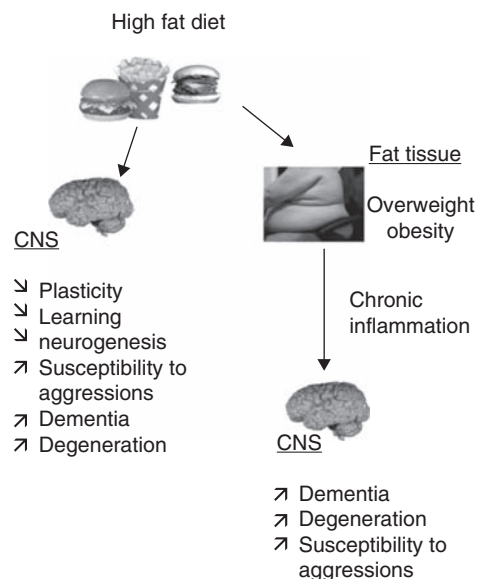 High fat diet
Fat tissue
Overweight
obesity
CNS
↘ Plasticity
↘ Learning
↘ neurogenesis
↗ Susceptibility to
aggressions
↗ Dementia
↗ Degeneration
Chronic
inflammation
CNS
↗ Dementia
↗ Degeneration
↗ Susceptibility to
aggressions